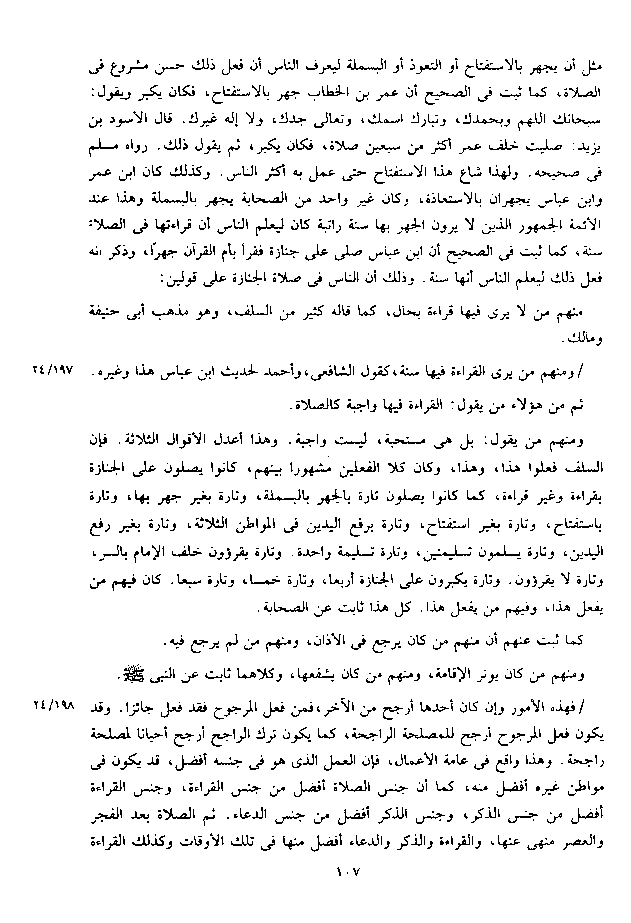 مثل أن يجهر بالاستفتاح أو التعوذ أو البسملة ليعرف الناس أن فعل ذلك حسن مشروع فى
الصلاة، كما ثبت فى الصحيح أن عمر بن الخطاب جهر بالاستفتاح، فكان يكبر ويقول:
سبحانك اللهم وبحمدك، وتبارك اسمك، وتعالى جدك، ولا إله غيرك. قال الأسود بن
يزيد: صليت خلف عمر أكثر من سبعين صلاة، فكان يكبر، ثم يقول ذلك. رواه مسلم
فى صحيحه. ولهذا شاع هذا الاستفتاح حتى عمل به أكثر الناس. وكذلك كان ابن عمر
وابن عباس يجهران بالاستعاذة، وكان غير واحد من الصحابة يجهر بالبسملة وهذا عند
الأئمة الجمهور الذين لا يرون الجهر بها سنة راتبة كان ليعلم الناس أن قراءتها فى الصلاة
سنة، كما ثبت فى الصحيح أن ابن عباس صلى على جنازة فقرأ بأم القرآن جهرًا، وذكر أنه
فعل ذلك ليعلم الناس أنها سنة. وذلك أن الناس فى صلاة الجنازة على قولين:
منهم من لا يرى فيها قراءة بحال، كما قاله كثير من السلف، وهو مذهب أبى حنيفة
ومالك.
/ ومنهم من يرى القراءة فيها سنة، كقول الشافعى، وأحمد لحديث ابن عباس هذا وغيره. ٢٤/١٩٧
ثم من هؤلاء من يقول: القراءة فيها واجبة كالصلاة.
ومنهم من يقول: بل هى مستحبة، ليست واجبة. وهذا أعدل الأقوال الثلاثة. فإن
السلف فعلوا هذا، وهذا، وكان كلا الفعلين مشهورا بينهم، كانوا يصلون على الجنازة
بقراءة وغير قراءة، كما كانوا يصلون تارة بالجهر بالبسملة، وتارة بغير جهر بها، وتارة
باستفتاح، وتارة بغير استفتاح، وتارة برفع اليدين فى المواطن الثلاثة، وتارة بغير رفع
اليدين، وتارة يسلمون تسليمتين، وتارة تسليمة واحدة. وتارة يقرؤون خلف الإمام بالسر،
وتارة لا يقرؤون. وتارة يكبرون على الجنازة أربعا، وتارة خمسا، وتارة سبعا. كان فيهم من
يفعل هذا، وفيهم من يفعل هذا. كل هذا ثابت عن الصحابة.
كما ثبت عنهم أن منهم من كان يرجع فى الأذان، ومنهم من لم يرجع فيه.
ومنهم من كان يوتر الإقامة، ومنهم من كان يشفعها، وكلاهما ثابت عن النبى ﷺ.
/ فهذه الأمور وإن كان أحدها أرجح من الآخر، فمن فعل المرجوح فقد فعل جائزا. وقد ٢٤/١٩٨
يكون فعل المرجوح أرجح للمصلحة الراجحة، كما يكون ترك الراجح أرجح أحيانا لمصلحة
راجحة. وهذا واقع فى عامة الأعمال، فإن العمل الذى هو فى جنسه أفضل، قد يكون فى
مواطن غيره أفضل منه، كما أن جنس الصلاة أفضل من جنس القراءة، وجنس القراءة
أفضل من جنس الذكر، وجنس الذكر أفضل من جنس الدعاء. ثم الصلاة بعد الفجر
والعصر منهى عنها، والقراءة والذكر والدعاء أفضل منها فى تلك الأوقات وكذلك القراءة
١٠٧